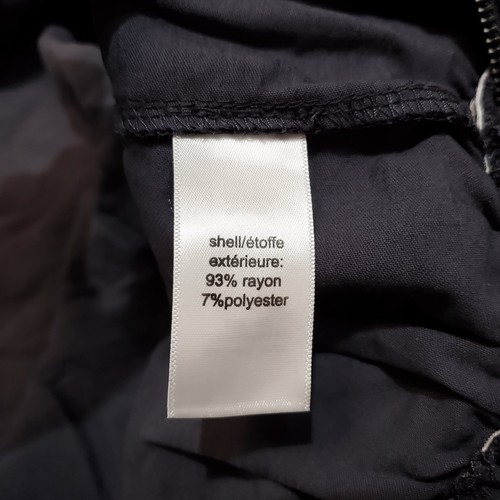 shell/étoffe
extérieure:
93% rayon
7%polyester